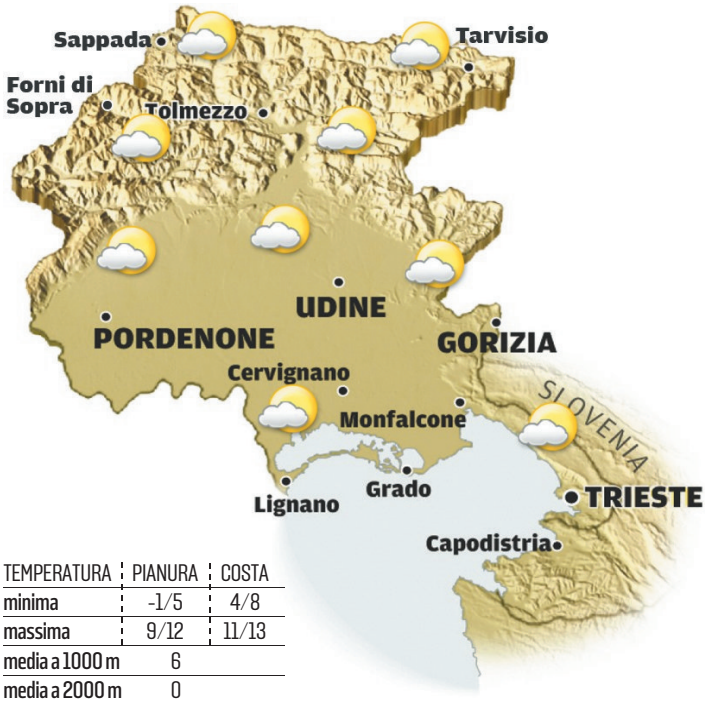 Sappada
Tarvisio
Forni di
Sopra
Tolmezzo
UDINE
PORDENONE
GORIZIA
Cervignano
SLOVENIA
Monfalcone
Grado
Lignano
TRIESTE
Capodistria
TEMPERATURA PIANURA COSTA
minima -1/5 4/8
massima 9/12 11/13
media a 1000 m 6
media a 2000 m 0